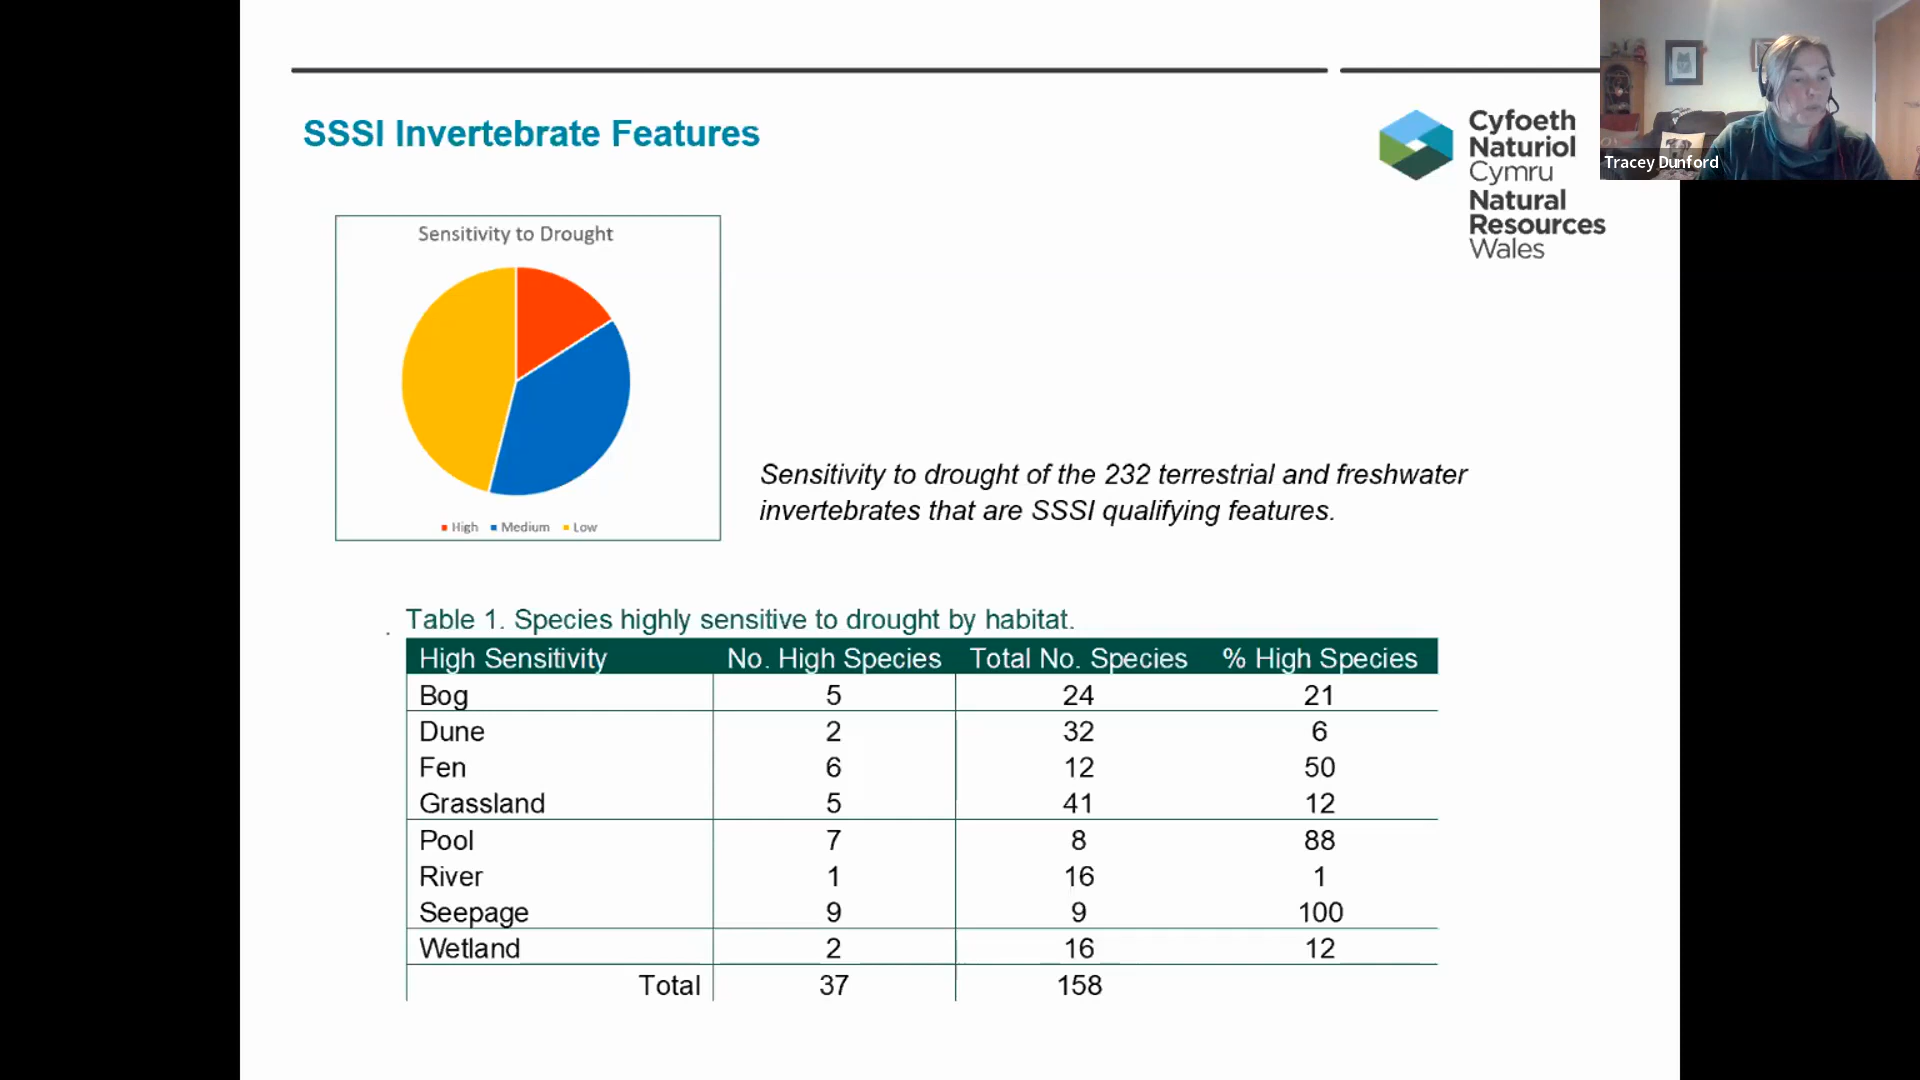 SSSI Invertebrate Features
Cyfoeth
Naturiol
Cymru
Natural
Resources
Wales
Tracey Dunford
Sensitivity to Drought
High Medium Low
Sensitivity to drought of the 232 terrestrial and freshwater
invertebrates that are SSSI qualifying features.
Table 1. Species highly sensitive to drought by habitat.
High Sensitivity No. High Species Total No. Species % High Species
Bog 5 24 21
Dune 2 32 6
Fen 6 12 50
Grassland 5 41 12
Pool 7 8 88
River 1 16 1
Seepage 9 9 100
Wetland 2 16 12
Total 37 158